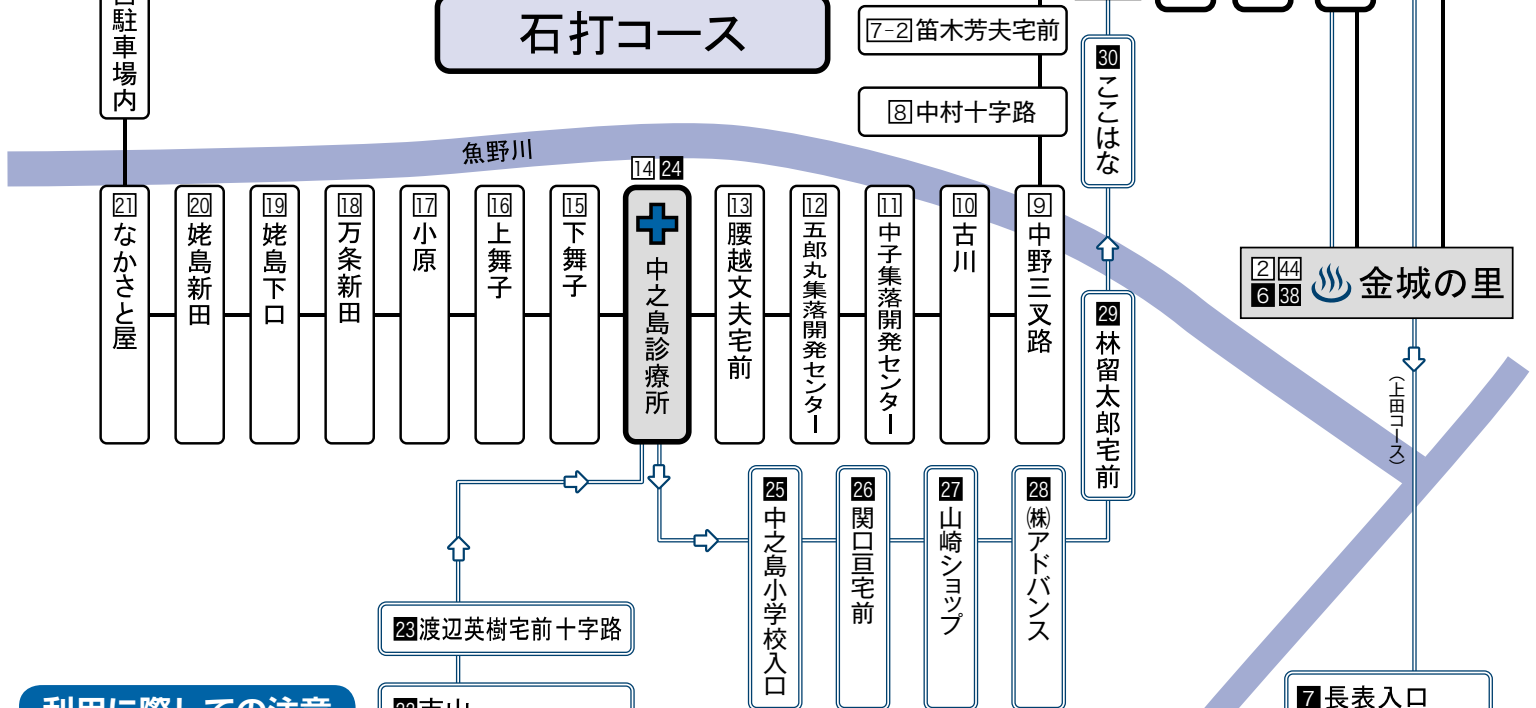 駐車場内
石打コース
7-2 笛木芳夫宅前
8 中村十字路
30 ここはな
魚野川
14 24
21 なかさと屋
20 姥島新田
19 姥島下口
18 万条新田
17 小原
16 上舞子
15 下舞子
中之島診療所
13 腰越文夫宅前
12 五郎丸集落開発センター
11 中子集落開発センター
10 古川
9 中野三叉路
29 林留太郎宅前
2 44
6 38
金城の里
(上田コース)
25 中之島小学校入口
26 関口亘宅前
27 山崎ショップ
28 ㈱アドバンス
23 渡辺英樹宅前十字路
利用に際しての注意
7 長表入口